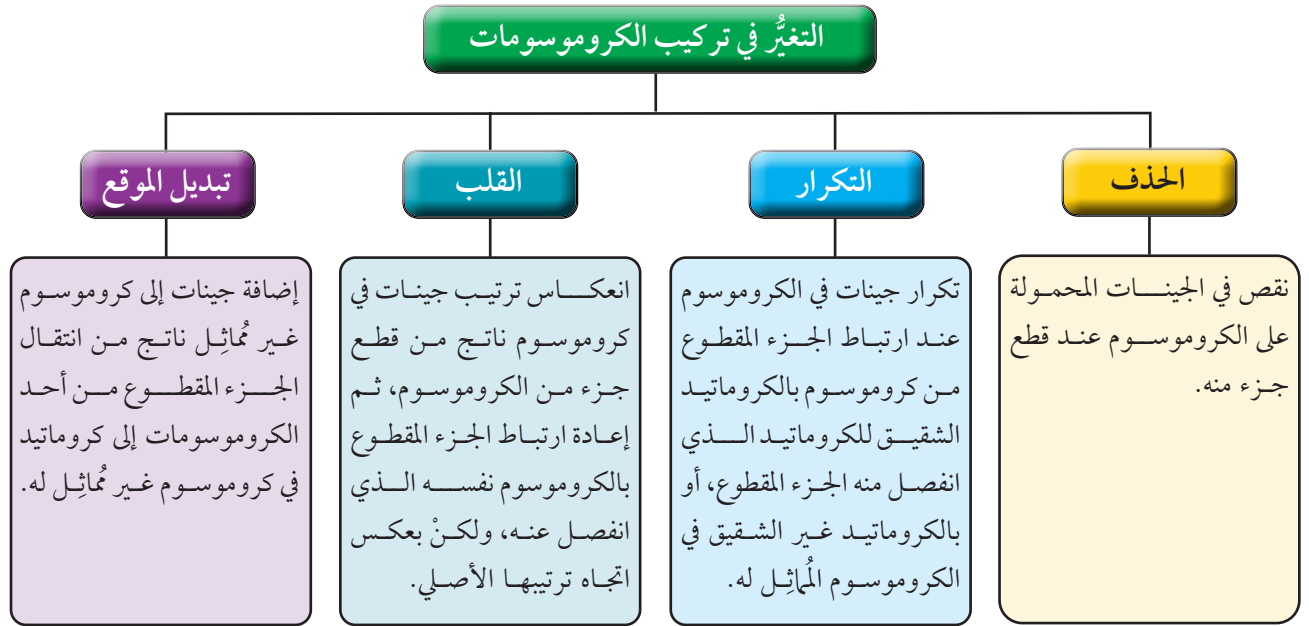 التغيُّر في تركيب الكروموسومات
الحذف
نقص في الجينات المحمولة
على الكروموسوم عند قطع
جزء منه.
التكرار
تكرار جينات في الكروموسوم
عند ارتباط الجزء المقطوع
من كروموسوم بالكروماتيد
الشقيق للكروماتيد الذي
انفصل منه الجزء المقطوع، أو
بالكروماتيد غير الشقيق في
الكروموسوم المُماثِل له.
القلب
انعكاس ترتيب جينات في
كروموسوم ناتج من قطع
جزء من الكروموسوم، ثم
إعادة ارتباط الجزء المقطوع
بالكروموسوم نفسه الذي
انفصل عنه، ولكنْ بعكس
اتجاه ترتيبها الأصلي.
تبديل الموقع
إضافة جينات إلى كروموسوم
غير مُماثِل ناتج من انتقال
الجزء المقطوع من أحد
الكروموسومات إلى كروماتيد
في كروموسوم غير مُماثِل له.